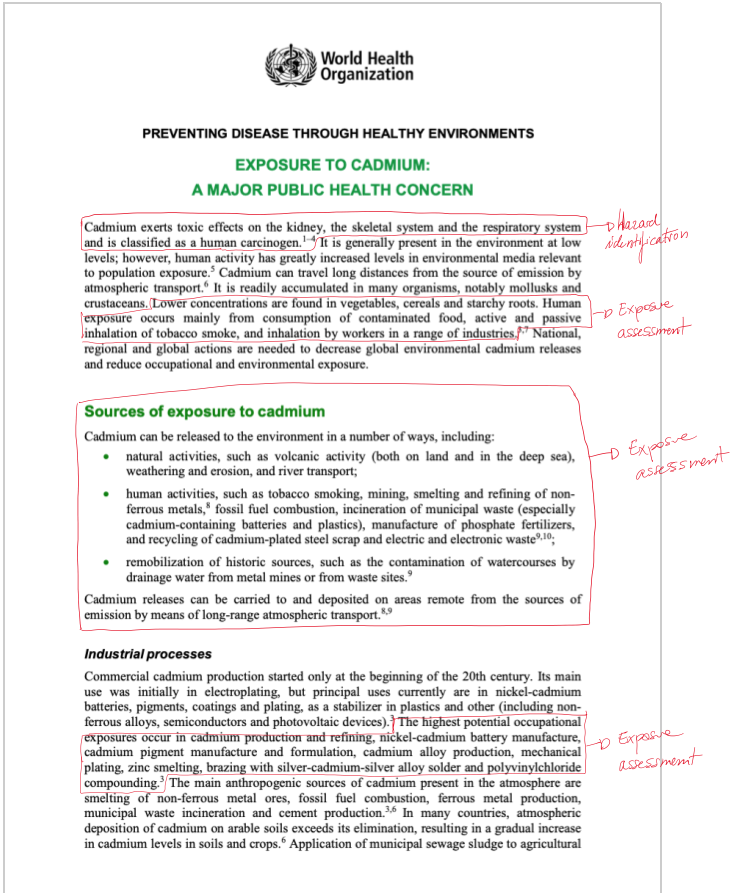 World Health
Organization
PREVENTING DISEASE THROUGH HEALTHY ENVIRONMENTS
EXPOSURE TO CADMIUM:
A MAJOR PUBLIC HEALTH CONCERN
Cadmium exerts toxic effects on the kidney, the skeletal system and the respiratory system
and is classified as a human carcinogen.1–4 It is generally present in the environment at low
levels; however, human activity has greatly increased levels in environmental media relevant
to population exposure.5 Cadmium can travel long distances from the source of emission by
atmospheric transport.6 It is readily accumulated in many organisms, notably mollusks and
crustaceans. Lower concentrations are found in vegetables, cereals and starchy roots. Human
exposure occurs mainly from consumption of contaminated food, active and passive
inhalation of tobacco smoke, and inhalation by workers in a range of industries.5,7 National,
regional and global actions are needed to decrease global environmental cadmium releases
and reduce occupational and environmental exposure.
Hazard
identification
Exposue
assessment
Sources of exposure to cadmium
Cadmium can be released to the environment in a number of ways, including:
• natural activities, such as volcanic activity (both on land and in the deep sea),
weathering and erosion, and river transport;
• human activities, such as tobacco smoking, mining, smelting and refining of non-
ferrous metals,8 fossil fuel combustion, incineration of municipal waste (especially
cadmium-containing batteries and plastics), manufacture of phosphate fertilizers,
and recycling of cadmium-plated steel scrap and electric and electronic waste9,10;
• remobilization of historic sources, such as the contamination of watercourses by
drainage water from metal mines or from waste sites.9
Cadmium releases can be carried to and deposited on areas remote from the sources of
emission by means of long-range atmospheric transport.8,9
Exposue
assessment
Industrial processes
Commercial cadmium production started only at the beginning of the 20th century. Its main
use was initially in electroplating, but principal uses currently are in nickel-cadmium
batteries, pigments, coatings and plating, as a stabilizer in plastics and other (including non-
ferrous alloys, semiconductors and photovoltaic devices).3 The highest potential occupational
exposures occur in cadmium production and refining, nickel-cadmium battery manufacture,
cadmium pigment manufacture and formulation, cadmium alloy production, mechanical
plating, zinc smelting, brazing with silver-cadmium-silver alloy solder and polyvinylchloride
compounding.3 The main anthropogenic sources of cadmium present in the atmosphere are
smelting of non-ferrous metal ores, fossil fuel combustion, ferrous metal production,
municipal waste incineration and cement production.3,6 In many countries, atmospheric
deposition of cadmium on arable soils exceeds its elimination, resulting in a gradual increase
in cadmium levels in soils and crops.6 Application of municipal sewage sludge to agricultural
Exposue
assessment